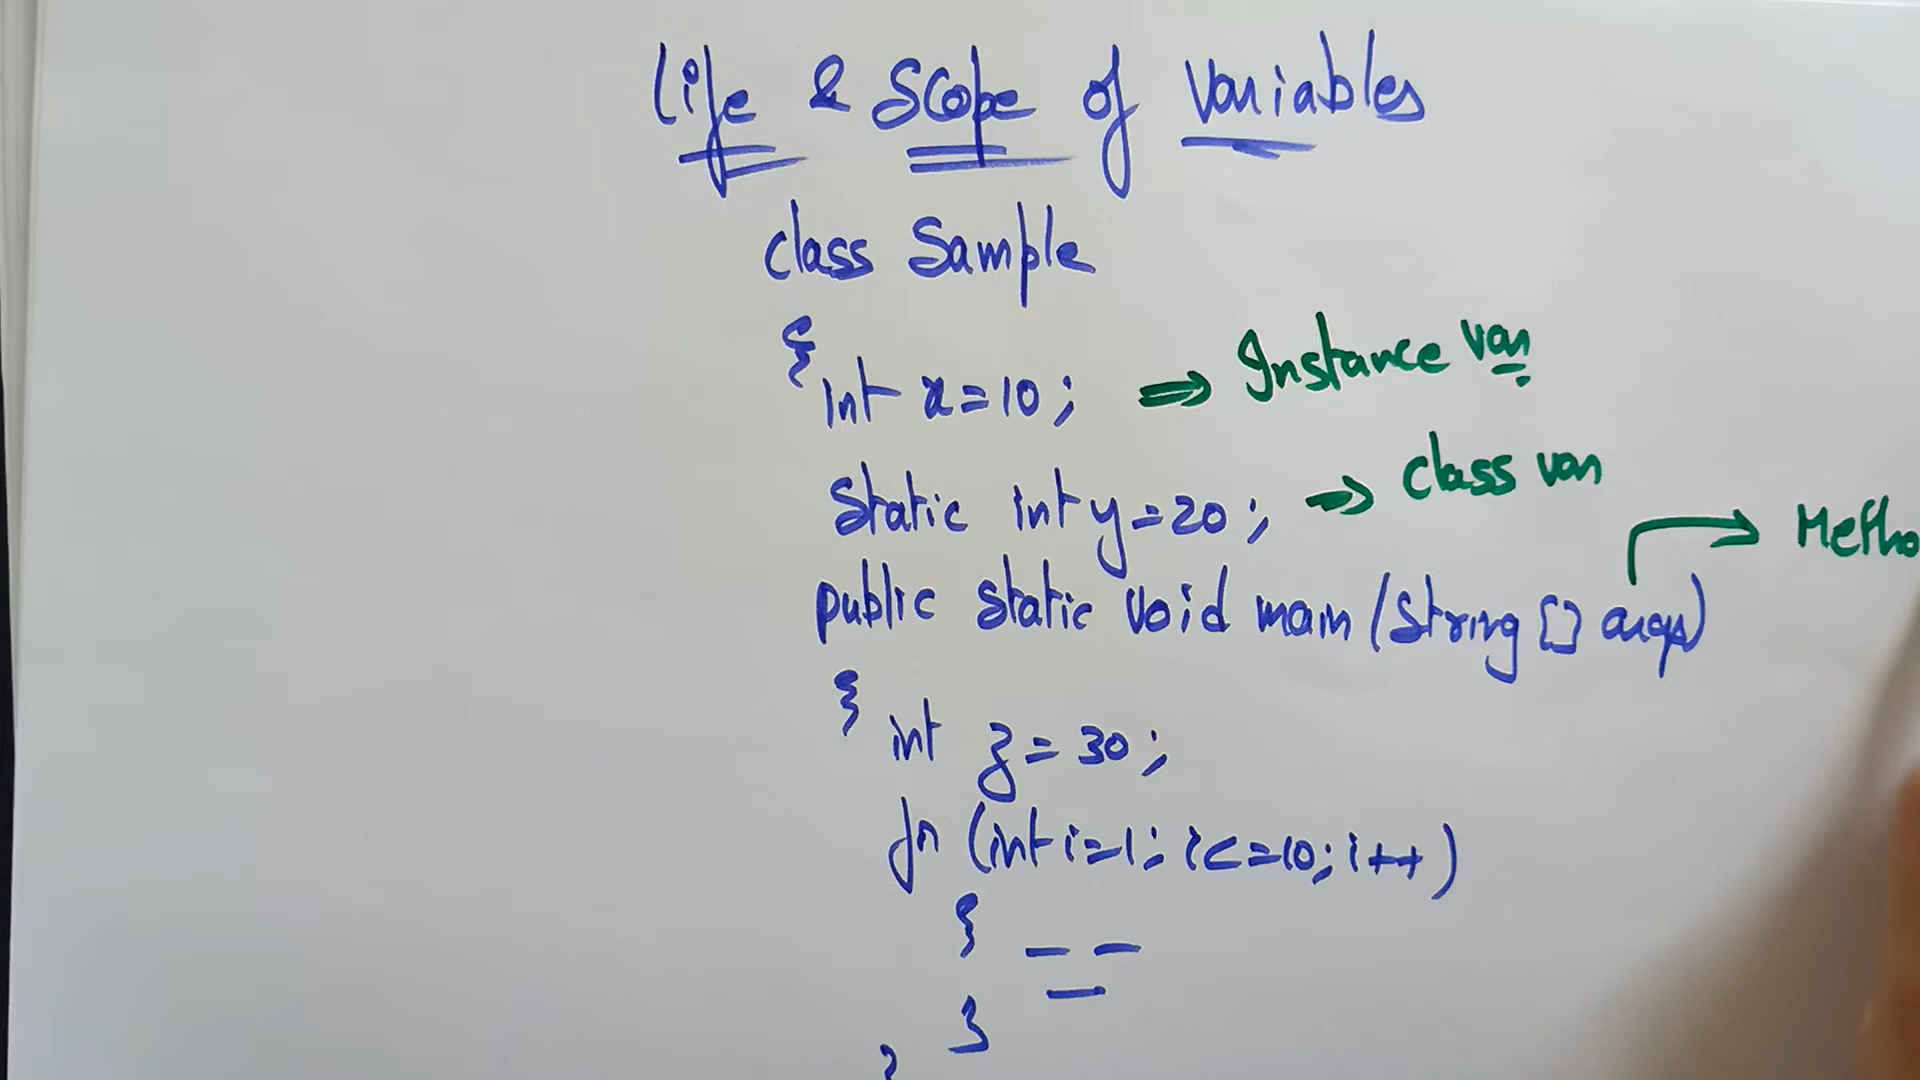 Life & Scope of Variables
class Sample
{
int x=10; ⇒ Instance var
static int y=20; ⇒ class var
public static void main (String [] args) → Metho
{
int z=30;
for (int i=1; i<=10; i++)
{ _ _
_
}
}